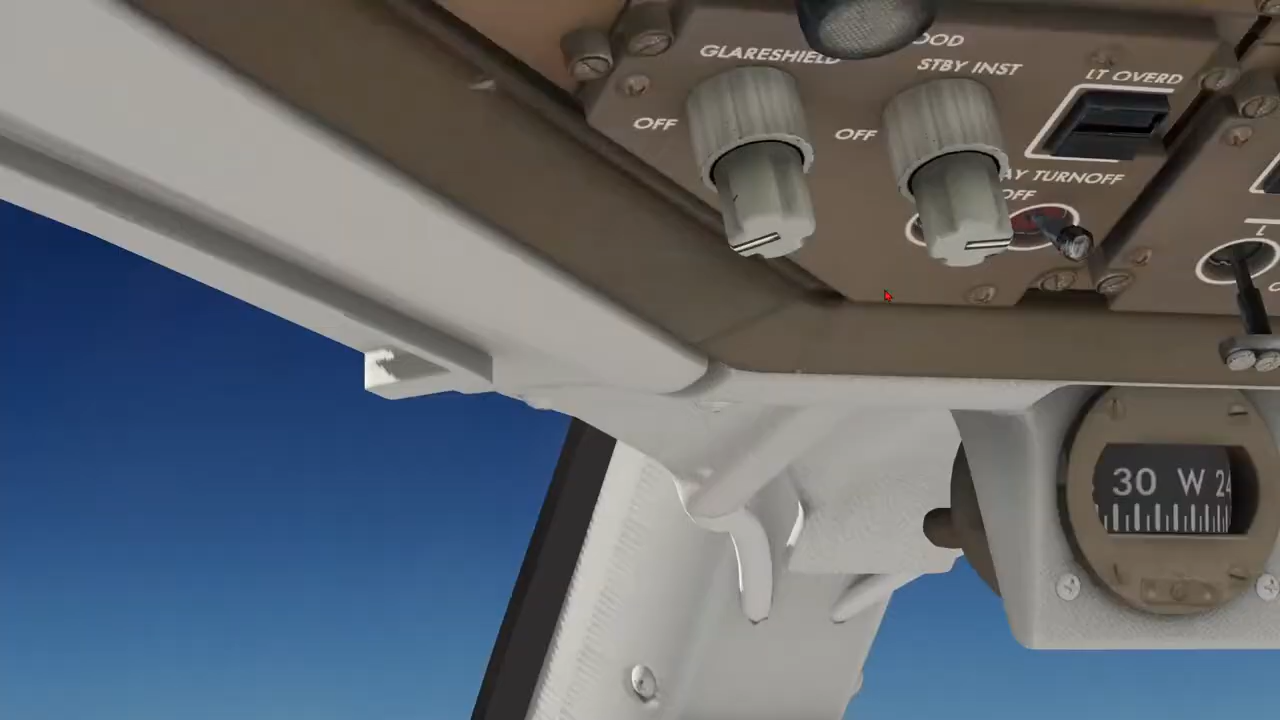 GLARESHIELD
OOD
STBY INST
LT OVERD
OFF
OFF
AY TURNOFF
OFF
L
30 W 24